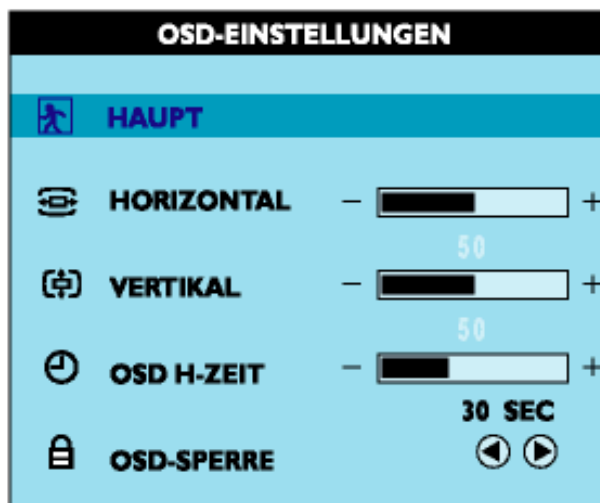 OSD-EINSTELLUNGEN
HAUPT
HORIZONTAL - +
50
VERTIKAL - +
50
OSD H-ZEIT - +
30 SEC
OSD-SPERRE